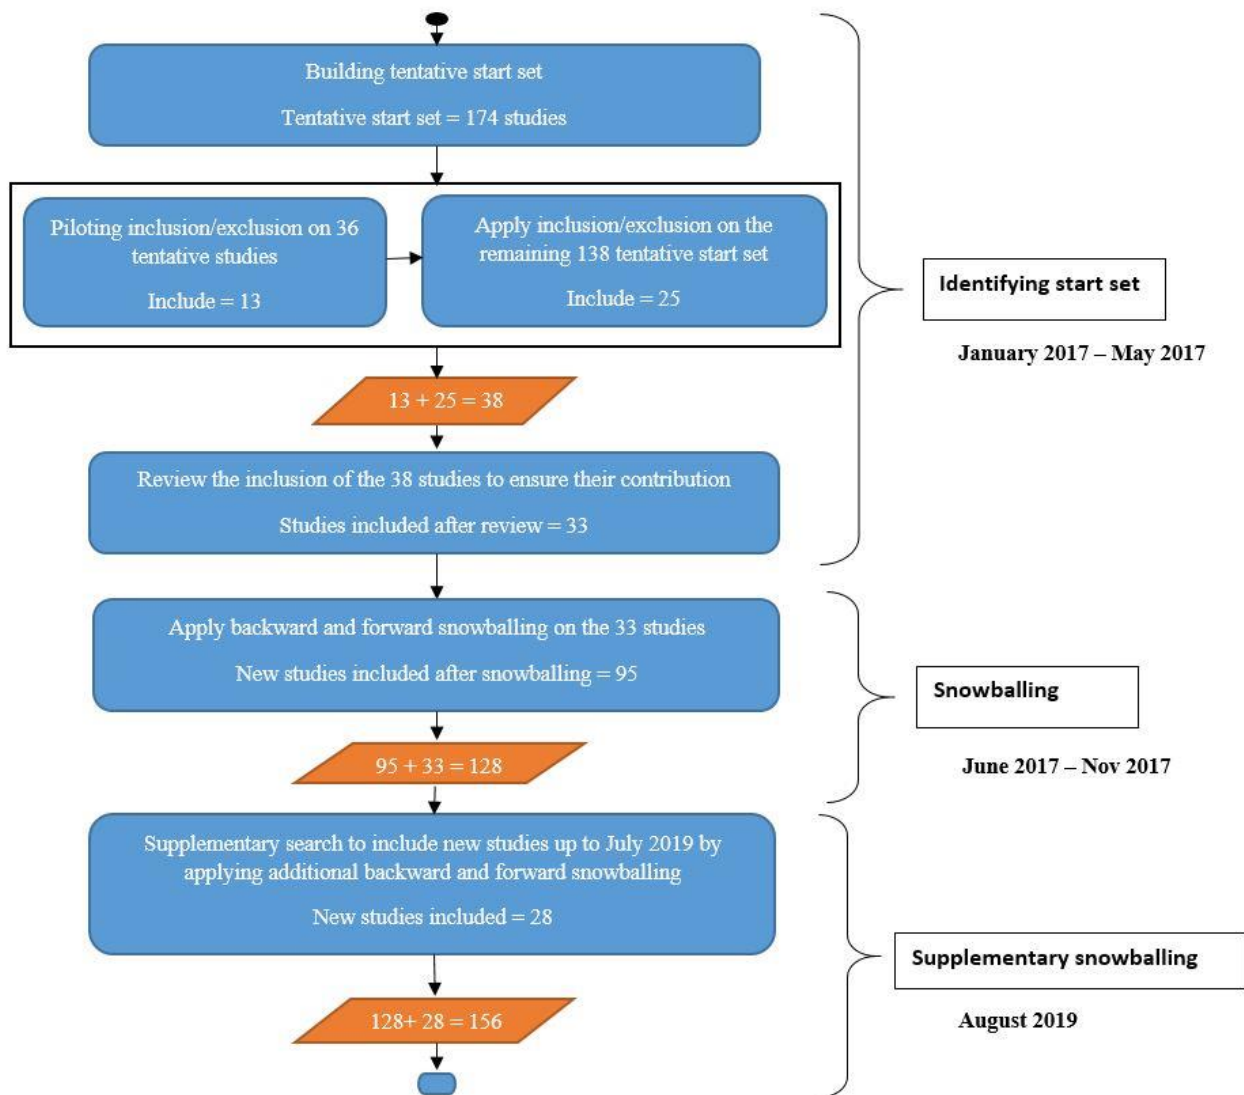 Building tentative start set
Tentative start set = 174 studies
Piloting inclusion/exclusion on 36
tentative studies
Include = 13
Apply inclusion/exclusion on the
remaining 138 tentative start set
Include = 25
Identifying start set
January 2017 – May 2017
13 + 25 = 38
Review the inclusion of the 38 studies to ensure their contribution
Studies included after review = 33
Apply backward and forward snowballing on the 33 studies
New studies included after snowballing = 95
Snowballing
June 2017 – Nov 2017
95 + 33 = 128
Supplementary search to include new studies up to July 2019 by
applying additional backward and forward snowballing
New studies included = 28
Supplementary snowballing
August 2019
128+ 28 = 156